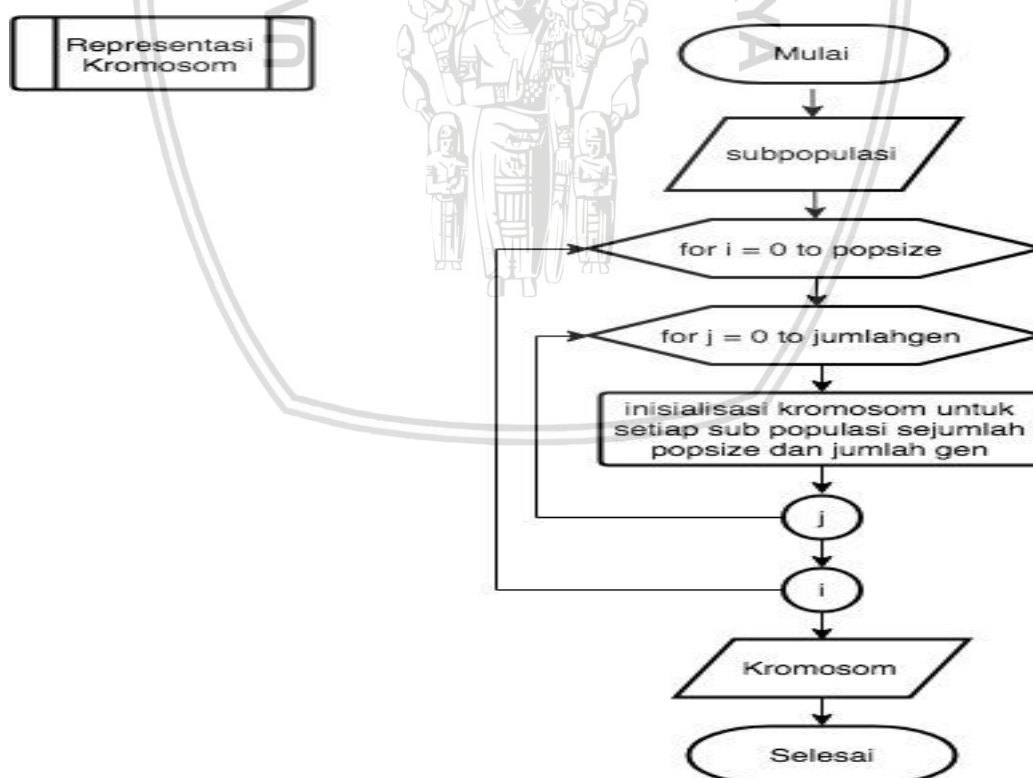 Representasi
Kromosom
Mulai
subpopulasi
for i = 0 to popsize
for j = 0 to jumlahgen
inisialisasi kromosom untuk
setiap sub populasi sejumlah
popsize dan jumlah gen
j
i
Kromosom
Selesai